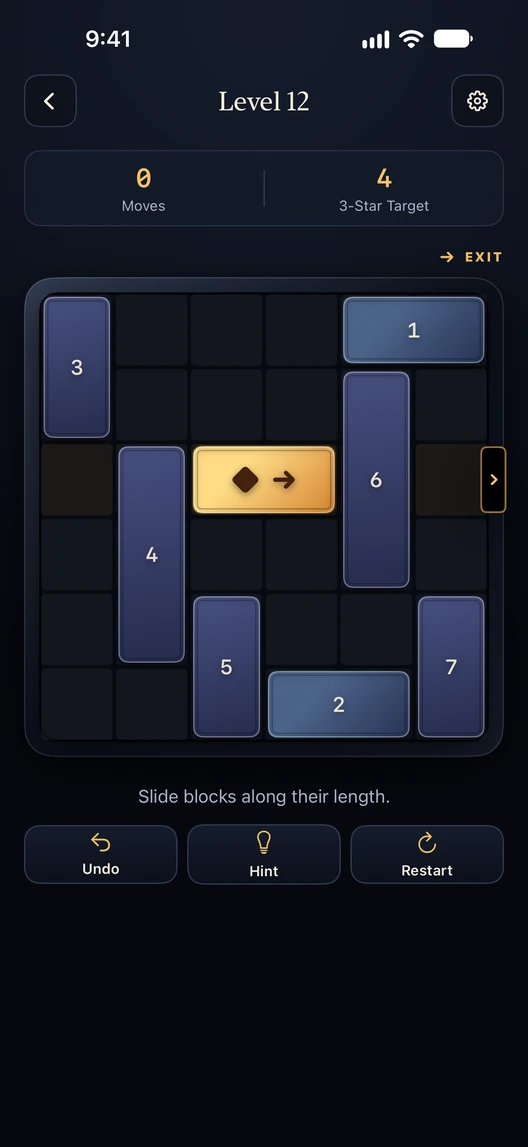 9:41
Level 12
0 4
Moves 3-Star Target
→ EXIT
1
3
6
4
5
7
2
Slide blocks along their length.
Undo Hint Restart